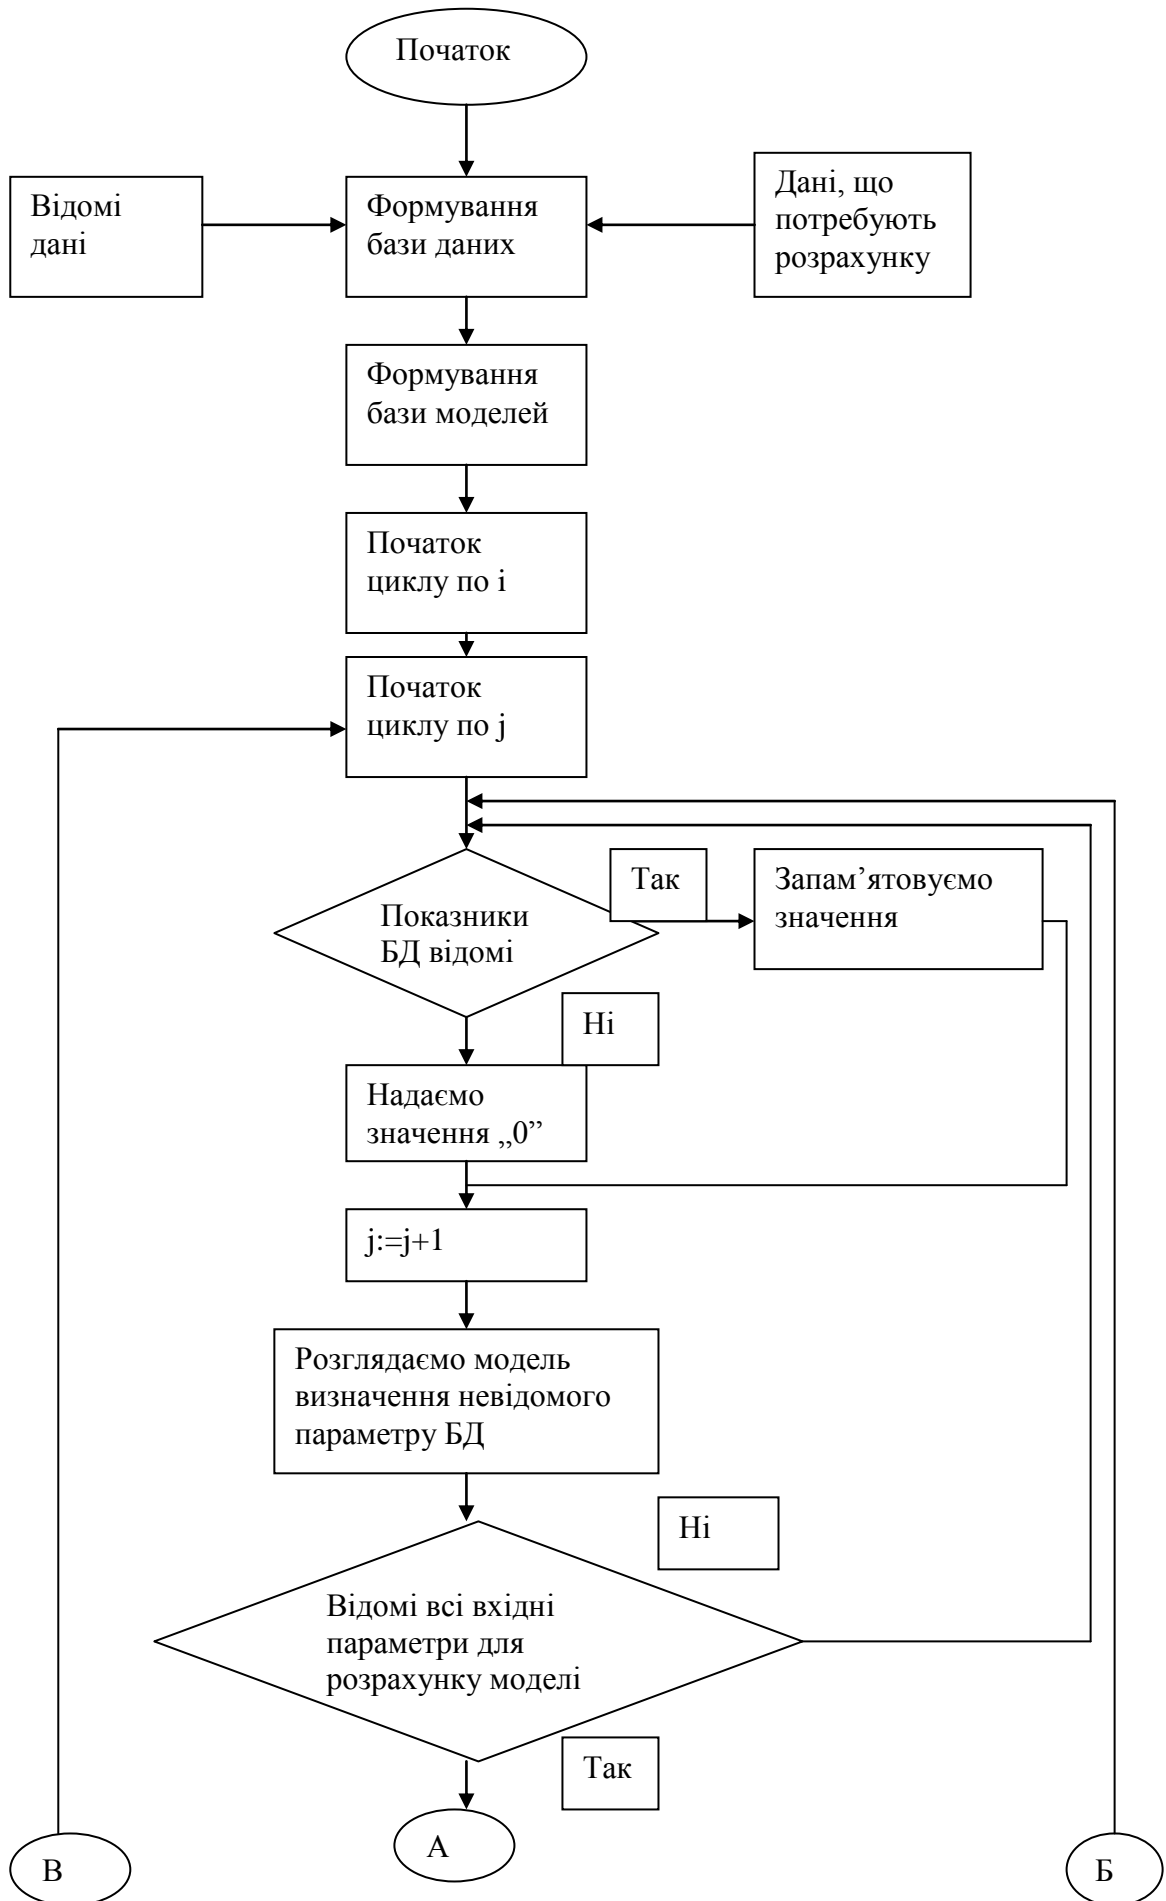 Початок
Відомі
дані
Формування
бази даних
Дані, що
потребують
розрахунку
Формування
бази моделей
Початок
циклу по і
Початок
циклу по j
Показники
БД відомі
Так
Запам’ятовуємо
значення
Ні
Надаємо
значення „0”
j:=j+1
Розглядаємо модель
визначення невідомого
параметру БД
Ні
Відомі всі вхідні
параметри для
розрахунку моделі
Так
В
А
Б